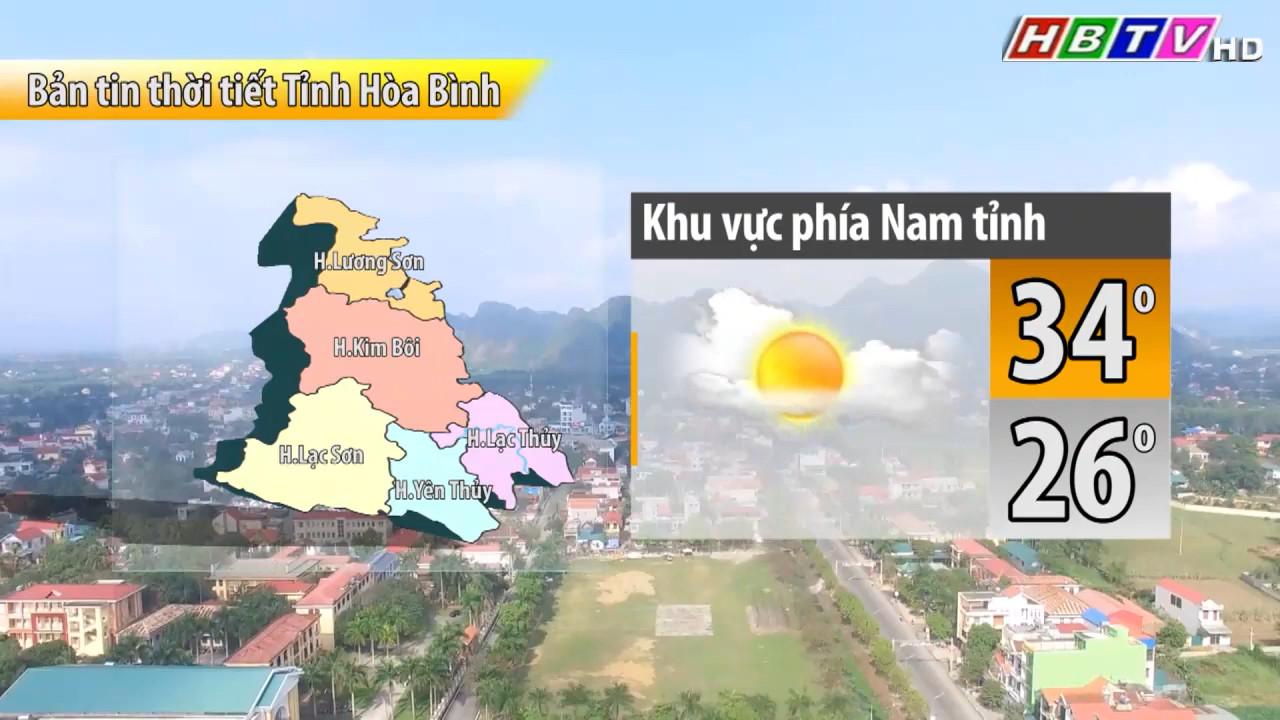 HBTV HD
Bản tin thời tiết Tỉnh Hòa Bình
Khu vực phía Nam tỉnh
34°
26°
H.Lương Sơn
H.Kim Bôi
H.Lạc Thủy
H.Lạc Sơn
H.Yên Thủy